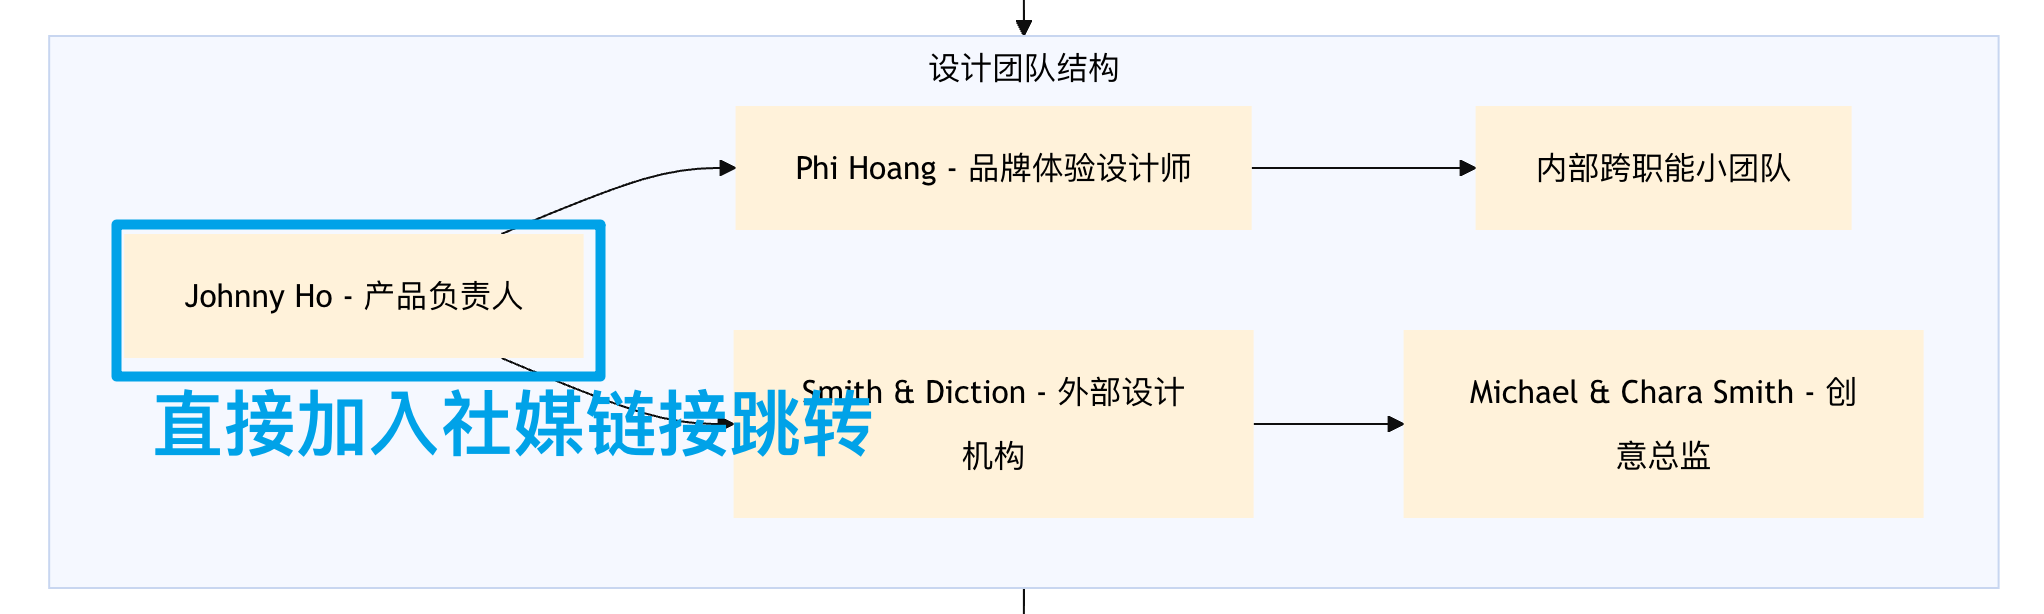 设计团队结构
Phi Hoang - 品牌体验设计师
内部跨职能小团队
Johnny Ho - 产品负责人
直接加入社媒链接跳转
Smith & Diction - 外部设计
机构
Michael & Chara Smith - 创
意总监